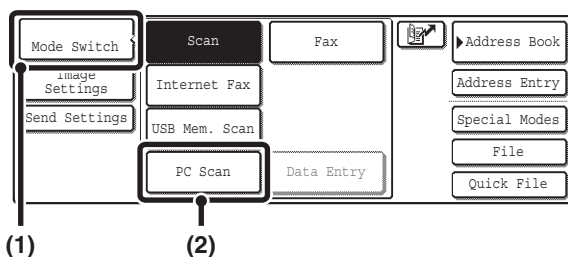 Mode Switch
Scan
Fax
Address Book
Image
Settings
Internet Fax
Address Entry
Send Settings
USB Mem. Scan
Special Modes
PC Scan
Data Entry
File
Quick File
(1)
(2)